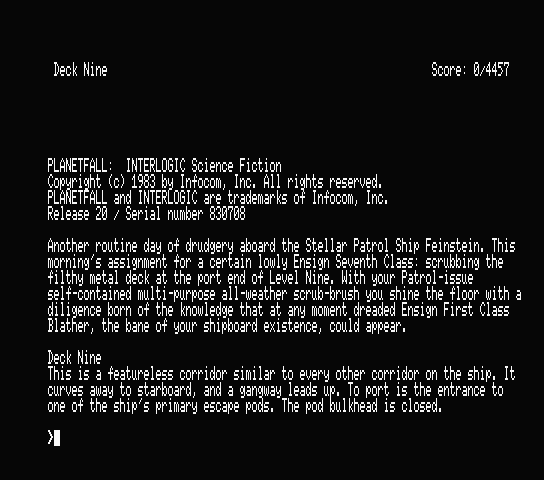 Deck Nine Score: 0/4457
PLANETFALL: INTERLOGIC Science Fiction
Copyright (c) 1983 by Infocom, Inc. All rights reserved.
PLANETFALL and INTERLOGIC are trademarks of Infocom, Inc.
Release 20 / Serial number 830708
Another routine day of drudgery aboard the Stellar Patrol Ship Feinstein. This
morning's assignment for a certain lowly Ensign Seventh Class: scrubbing the
filthy metal deck at the port end of Level Nine. With your Patrol-issue
self-contained multi-purpose all-weather scrub-brush you shine the floor with a
diligence born of the knowledge that at any moment dreaded Ensign First Class
Blather, the bane of your shipboard existence, could appear.
Deck Nine
This is a featureless corridor similar to every other corridor on the ship. It
curves away to starboard, and a gangway leads up. To port is the entrance to
one of the ship's primary escape pods. The pod bulkhead is closed.
>